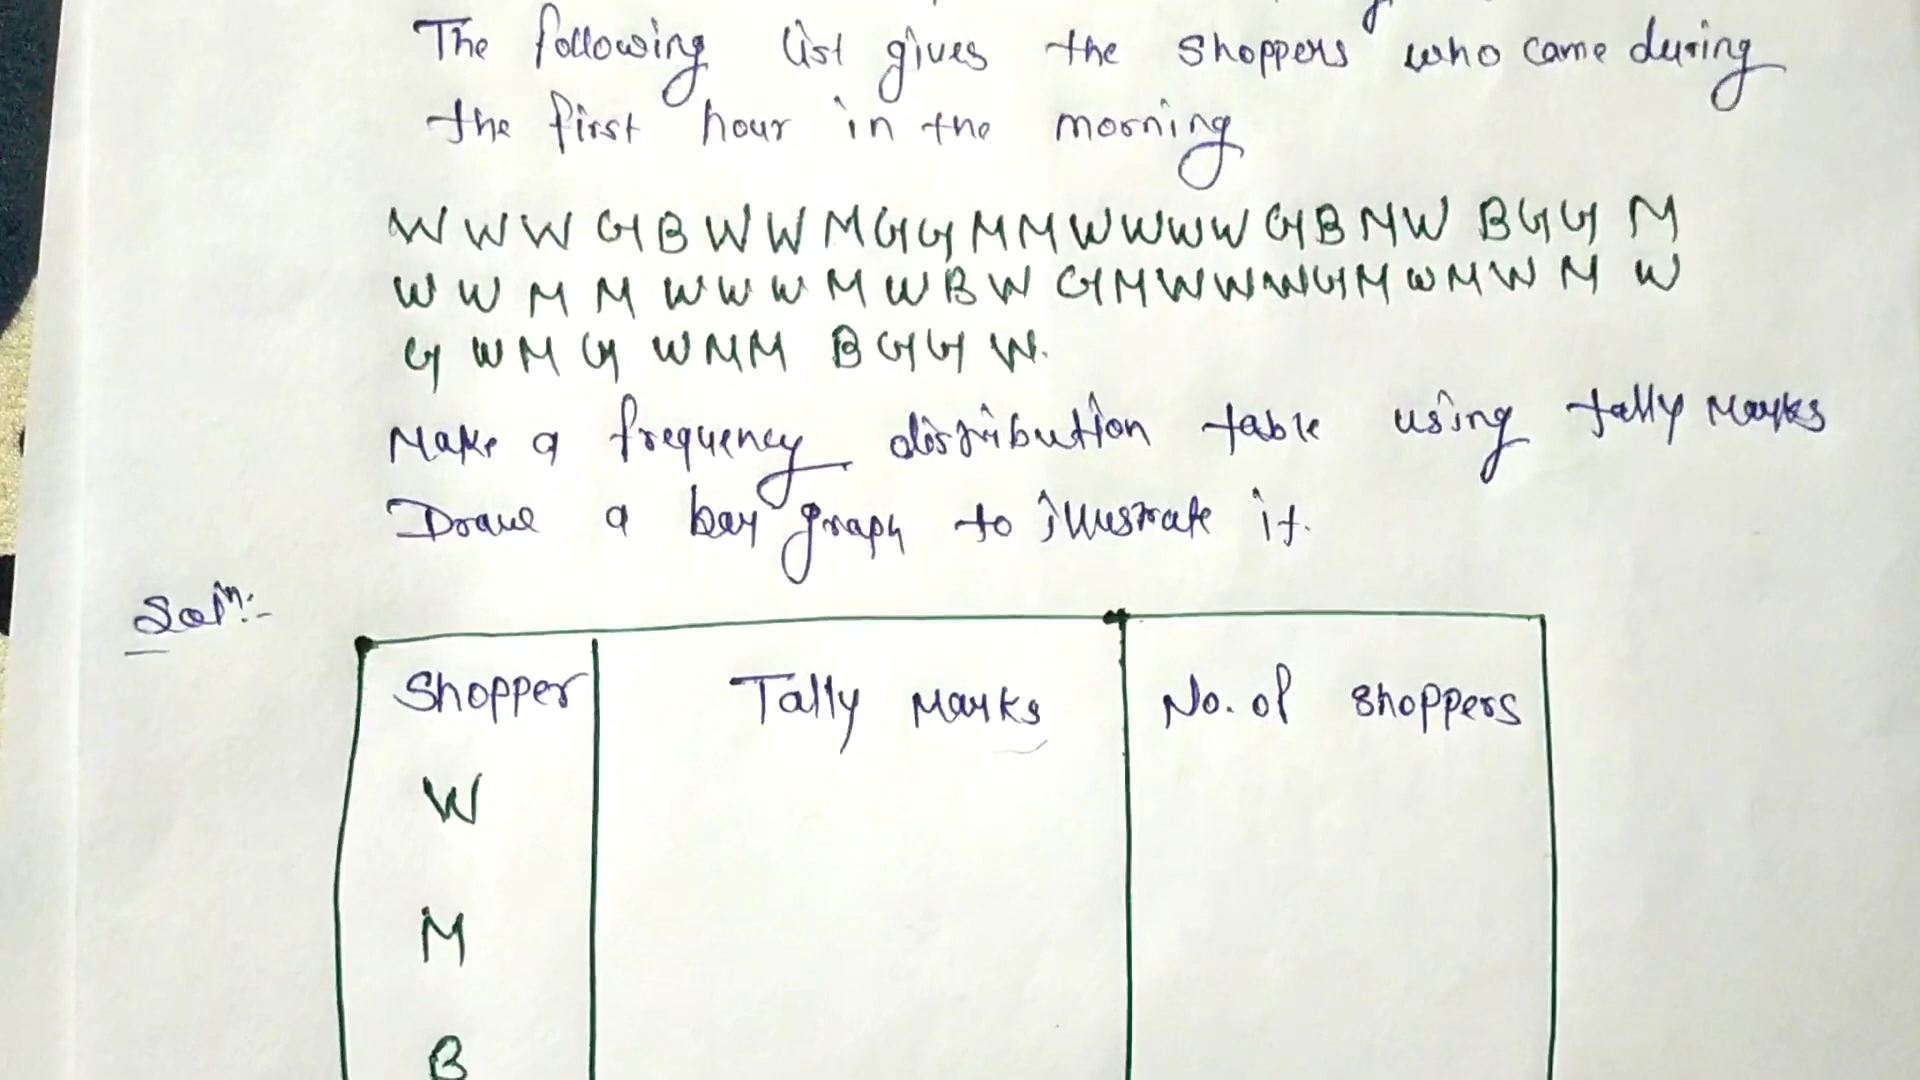 The following list gives the shoppers who came during
the first hour in the morning
W W W G B W W M G G M M W W W W G B M W B G G M
W W M M W W W M W B W G M W W W W G M W M W M W
G W M G W M M B G G W.
Make a frequency distribution table using tally Marks
Draw a bar graph to illustrate it.
Solⁿ:-
Shopper Tally Marks No. of shoppers
W
M
B